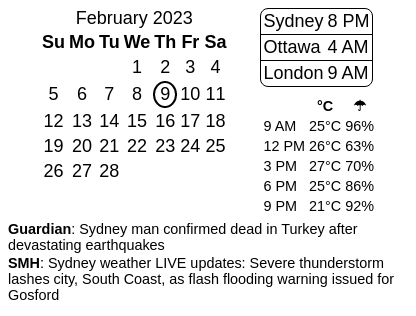 February 2023
Su Mo Tu We Th Fr Sa
1 2 3 4
5 6 7 8 9 10 11
12 13 14 15 16 17 18
19 20 21 22 23 24 25
26 27 28
Sydney 8 PM
Ottawa 4 AM
London 9 AM
°C ☂
9 AM 25°C 96%
12 PM 26°C 63%
3 PM 27°C 70%
6 PM 25°C 86%
9 PM 21°C 92%
Guardian: Sydney man confirmed dead in Turkey after
devastating earthquakes
SMH: Sydney weather LIVE updates: Severe thunderstorm
lashes city, South Coast, as flash flooding warning issued for
Gosford